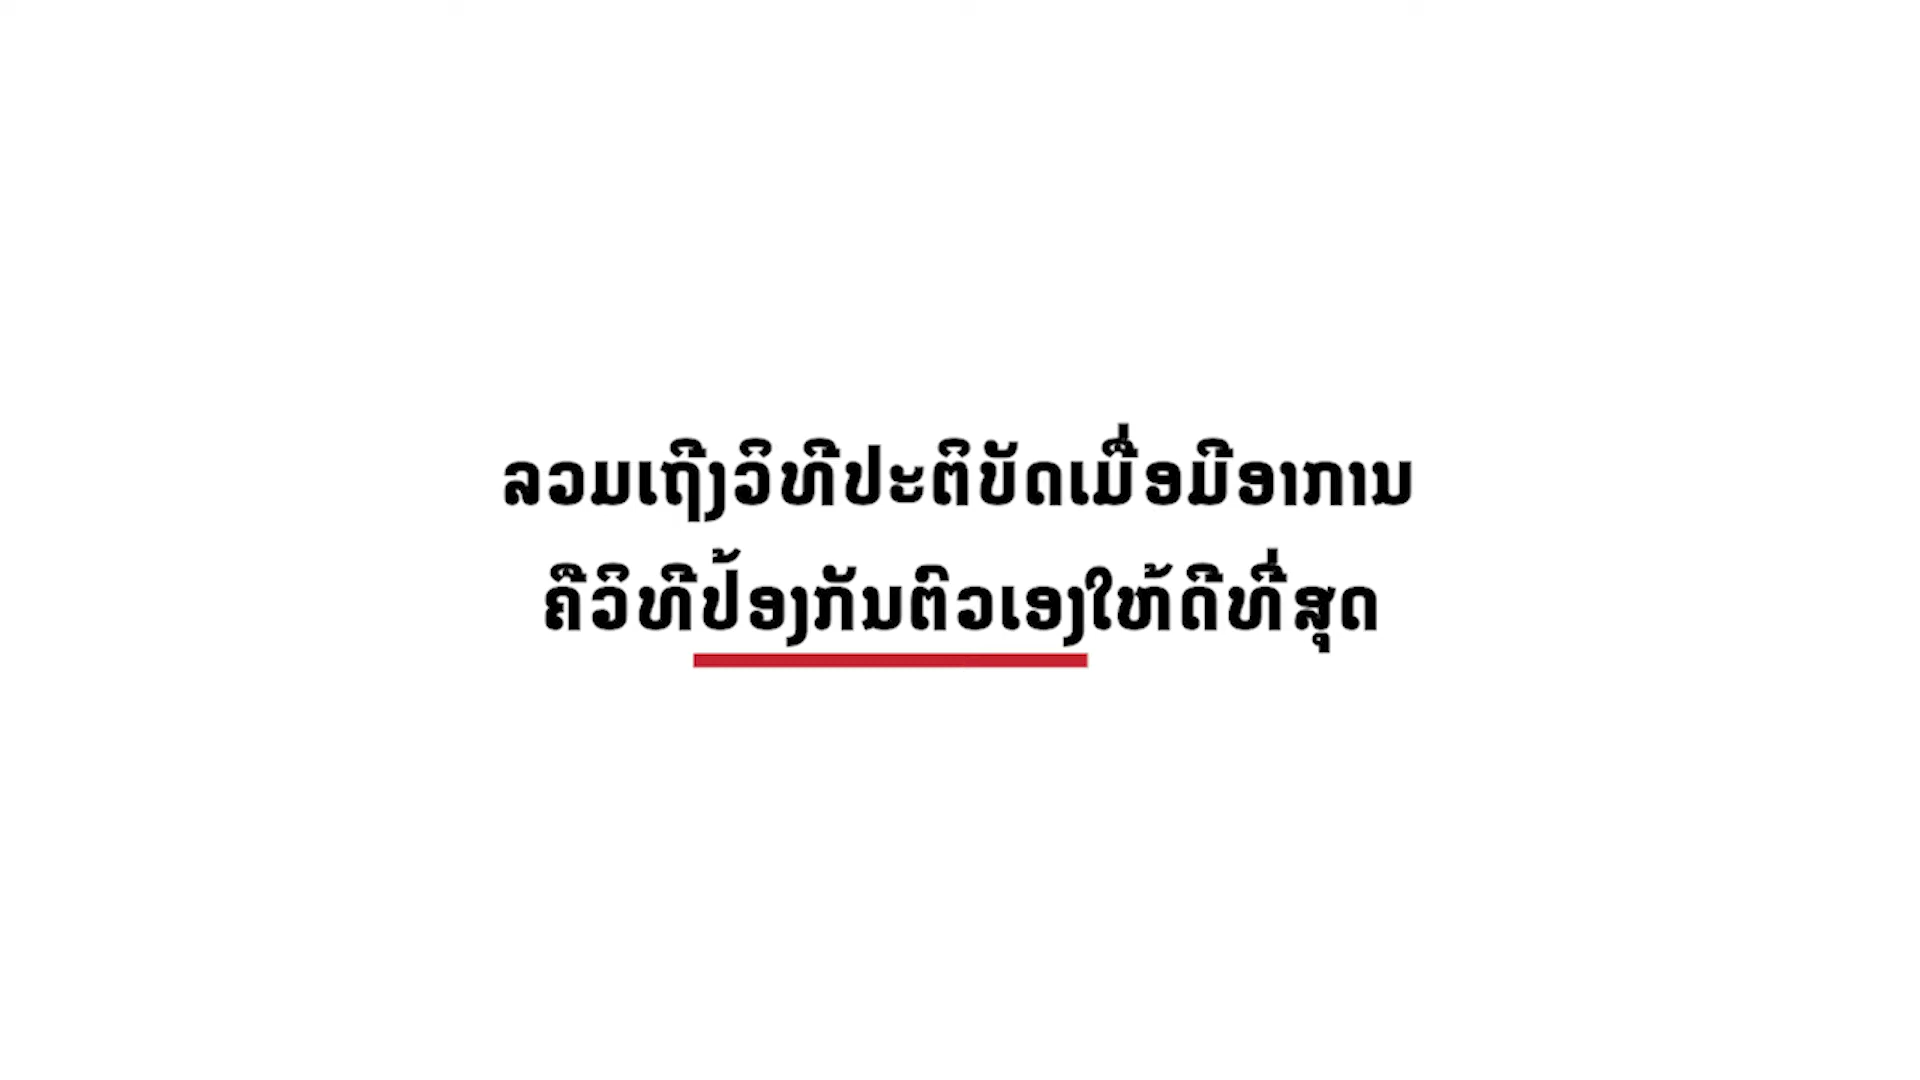 ລວມເຖີງວິທີປະຕິບັດເມື່ອມີອາການ
ຄືວິທີປ້ອງກັນຕົວເອງໃຫ້ດີທີ່ສຸດ